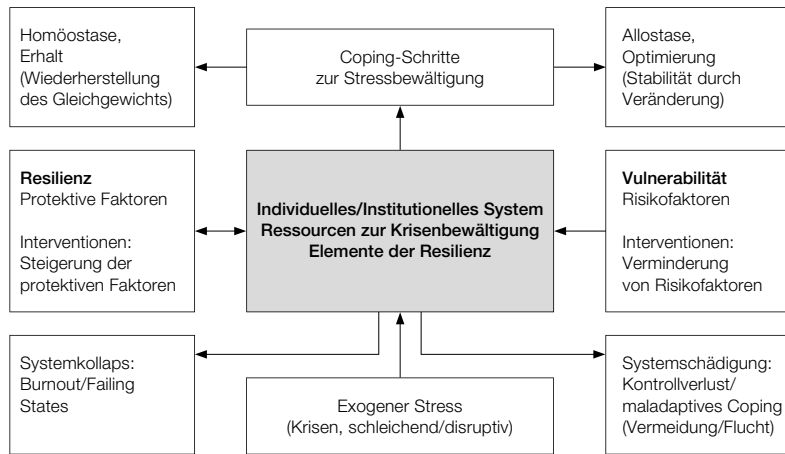 Homöostase,
Erhalt
(Wiederherstellung
des Gleichgewichts)
Coping-Schritte
zur Stressbewältigung
Allostase,
Optimierung
(Stabilität durch
Veränderung)
Resilienz
Protektive Faktoren
Interventionen:
Steigerung der
protektiven Faktoren
Individuelles/Institutionelles System
Ressourcen zur Krisenbewältigung
Elemente der Resilienz
Vulnerabilität
Risikofaktoren
Interventionen:
Verminderung
von Risikofaktoren
Systemkollaps:
Burnout/Failing
States
Exogener Stress
(Krisen, schleichend/disruptiv)
Systemschädigung:
Kontrollverlust/
maladaptives Coping
(Vermeidung/Flucht)